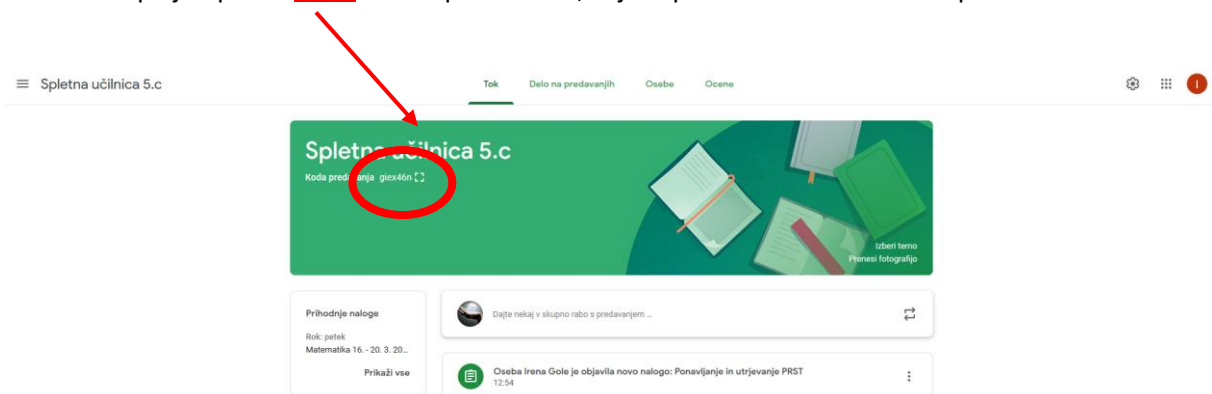 Spletna učilnica 5.c
Tok Delo na predavanjih Osebe Ocene
I
Spletna učilnica 5.c
Koda predavanja giex46n
Izberi temo
Prenesi fotografijo
Prihodnje naloge
Rok: petek
Matematika 16. - 20. 3. 20...
Prikaži vse
Dajte nekaj v skupno rabo s predavanjem ...
Oseba Irena Gole je objavila novo nalogo: Ponavljanje in utrjevanje PRST
12:54